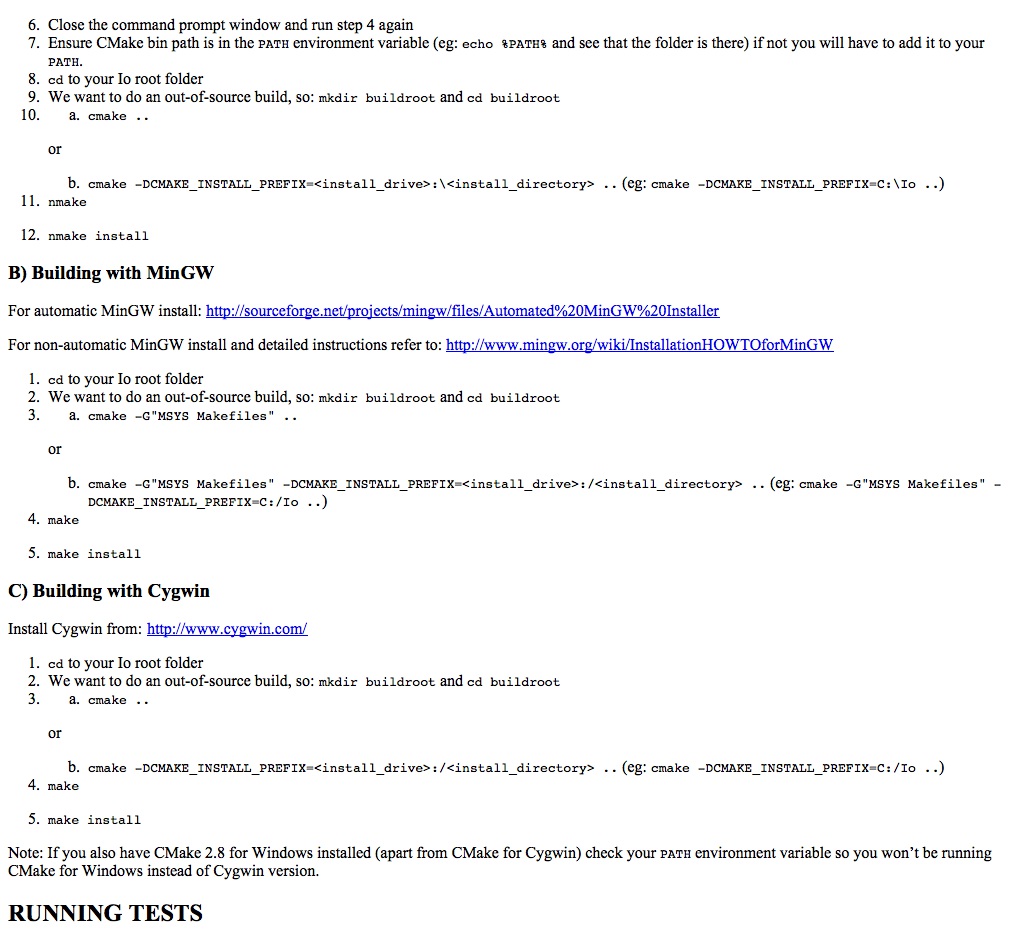 6. Close the command prompt window and run step 4 again
7. Ensure CMake bin path is in the PATH environment variable (eg: echo %PATH% and see that the folder is there) if not you will have to add it to your
PATH.
8. cd to your Io root folder
9. We want to do an out-of-source build, so: mkdir buildroot and cd buildroot
10. a. cmake ..
or
b. cmake -DCMAKE_INSTALL_PREFIX=<install_drive>:\<install_directory> .. (eg: cmake -DCMAKE_INSTALL_PREFIX=C:\Io ..)
11. nmake
12. nmake install
B) Building with MinGW
For automatic MinGW install: http://sourceforge.net/projects/mingw/files/Automated%20MinGW%20Installer
For non-automatic MinGW install and detailed instructions refer to: http://www.mingw.org/wiki/InstallationHOWTOforMinGW
1. cd to your Io root folder
2. We want to do an out-of-source build, so: mkdir buildroot and cd buildroot
3. a. cmake -G"MSYS Makefiles" ..
or
b. cmake -G"MSYS Makefiles" -DCMAKE_INSTALL_PREFIX=<install_drive>:/<install_directory> .. (eg: cmake -G"MSYS Makefiles" -
DCMAKE_INSTALL_PREFIX=C:/Io ..)
4. make
5. make install
C) Building with Cygwin
Install Cygwin from: http://www.cygwin.com/
1. cd to your Io root folder
2. We want to do an out-of-source build, so: mkdir buildroot and cd buildroot
3. a. cmake ..
or
b. cmake -DCMAKE_INSTALL_PREFIX=<install_drive>:/<install_directory> .. (eg: cmake -DCMAKE_INSTALL_PREFIX=C:/Io ..)
4. make
5. make install
Note: If you also have CMake 2.8 for Windows installed (apart from CMake for Cygwin) check your PATH environment variable so you won’t be running
CMake for Windows instead of Cygwin version.
RUNNING TESTS